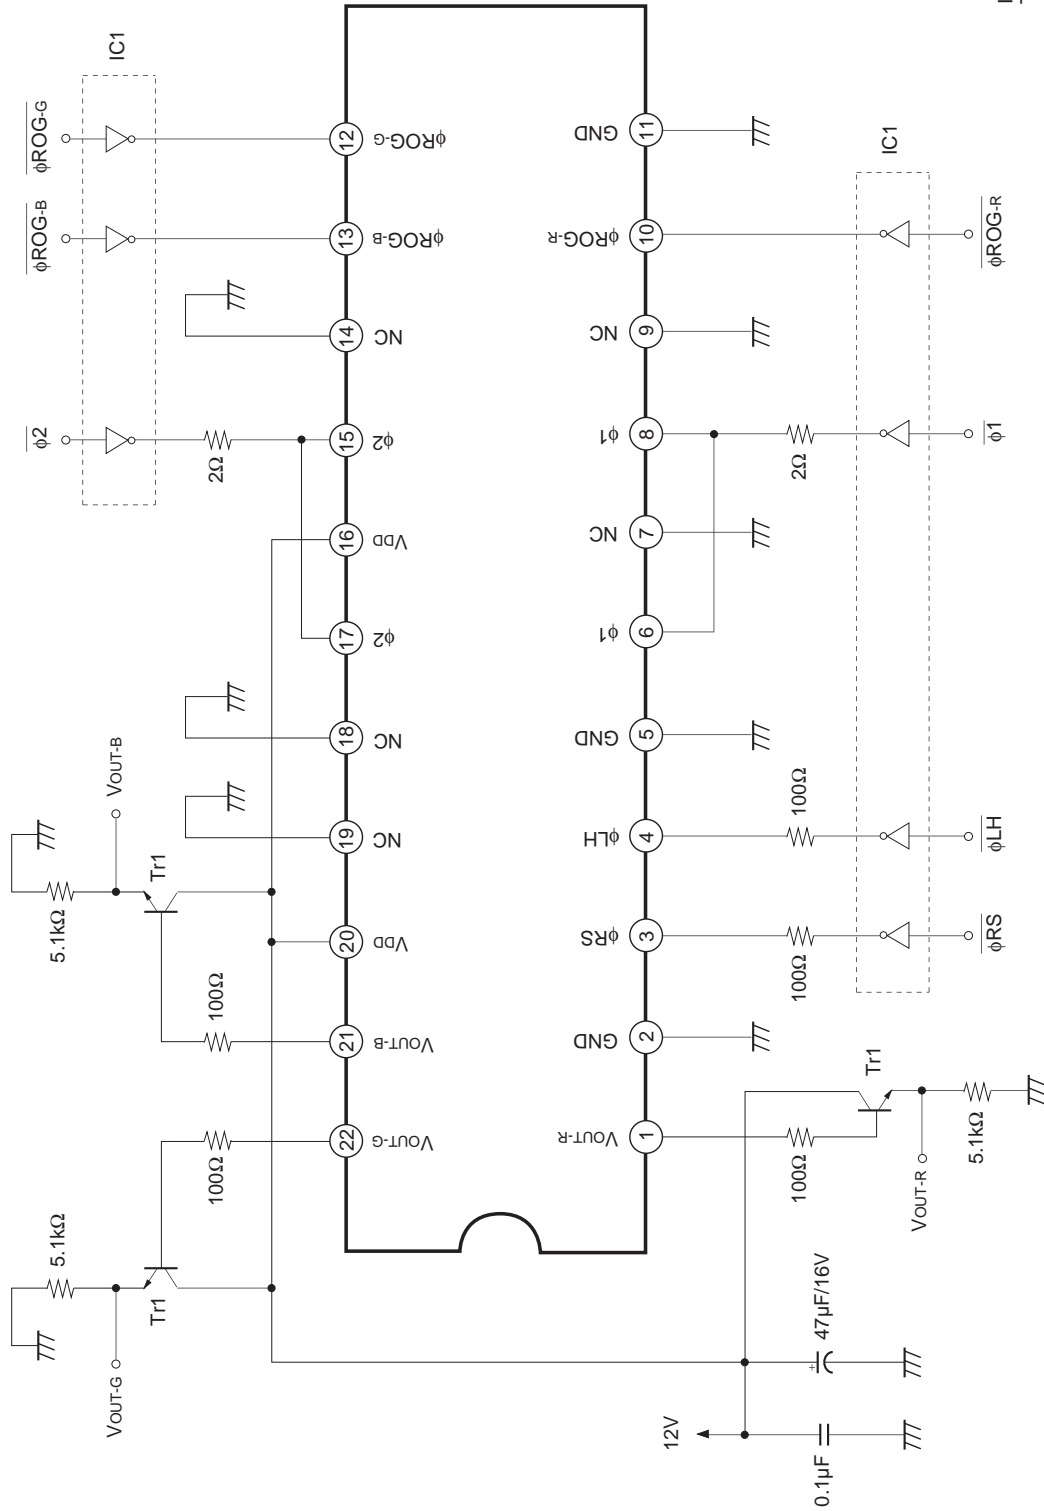 IC1
φROG-G
φROG-B
φ2
2Ω
12
φROG-G
13
φROG-B
14
NC
15
φ2
16
VDD
17
φ2
18
NC
19
NC
20
VDD
21
VOUT-B
22
VOUT-G
VOUT-B
5.1kΩ
Tr1
100Ω
100Ω
5.1kΩ
Tr1
VOUT-G
11
GND
10
φROG-R
9
NC
8
φ1
7
NC
6
φ1
5
GND
4
φLH
3
φRS
2
GND
1
VOUT-R
IC1
φROG-R
2Ω
φ1
100Ω
φLH
100Ω
φRS
Tr1
100Ω
5.1kΩ
VOUT-R
47µF/16V
+
12V
0.1µF